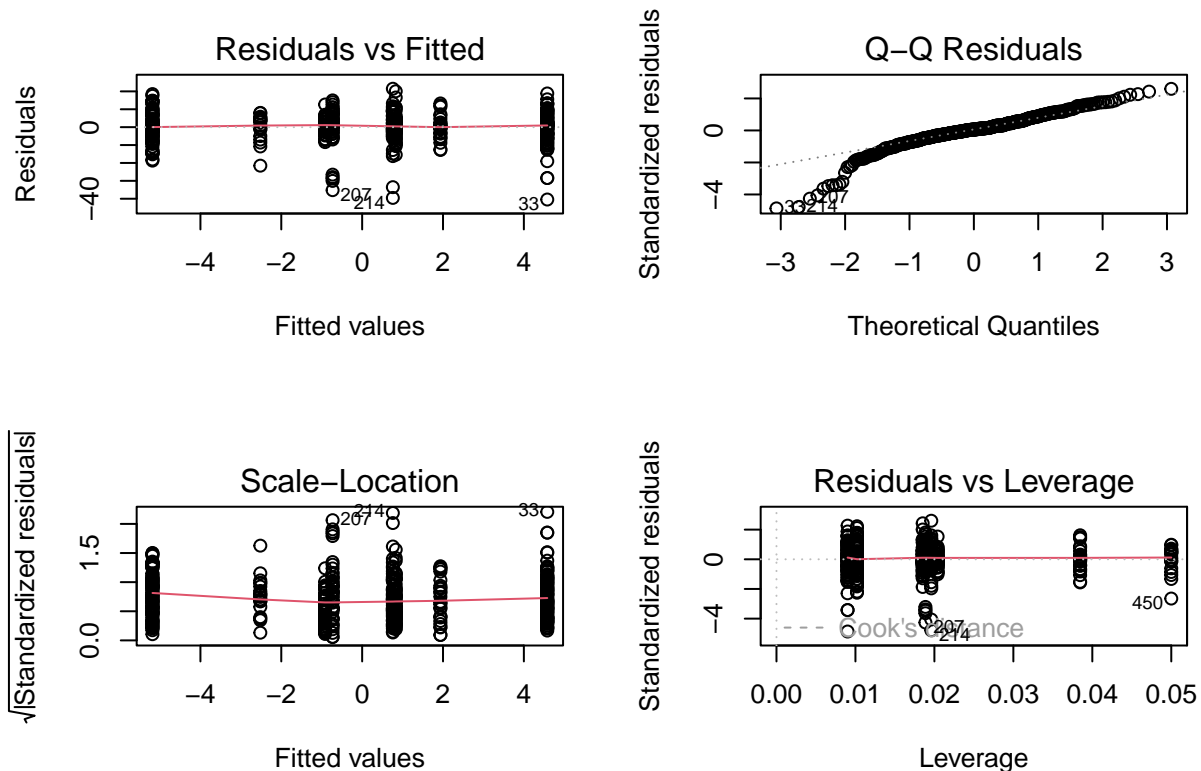 Residuals vs Fitted
Residuals
0
−40
207
214
33
−4 −2 0 2 4
Fitted values
Q−Q Residuals
Standardized residuals
0
−4
207
214
33
−3 −2 −1 0 1 2 3
Theoretical Quantiles
Scale−Location
√|Standardized residuals|
1.5
0.0
214
207
33
−4 −2 0 2 4
Fitted values
Residuals vs Leverage
Standardized residuals
0
−4
450
Cook's distance
207
214
0.00 0.01 0.02 0.03 0.04 0.05
Leverage